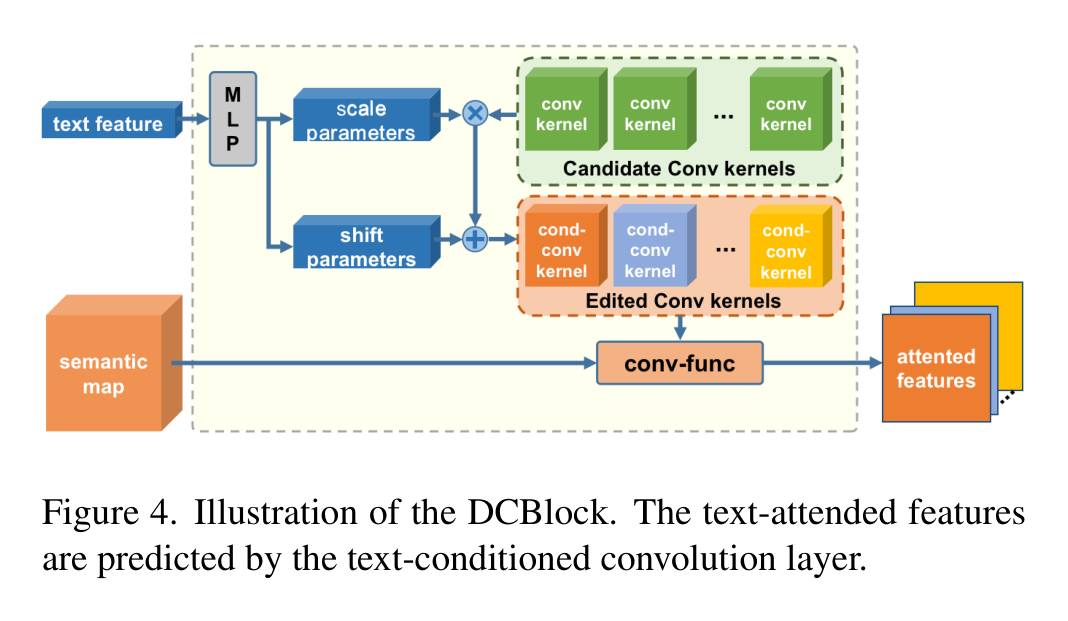 text feature
M
L
P
scale
parameters
shift
parameters
conv
kernel
conv
kernel
...
conv
kernel
Candidate Conv kernels
cond-
conv
kernel
cond-
conv
kernel
...
cond-
conv
kernel
Edited Conv kernels
semantic
map
conv-func
attented
features
Figure 4. Illustration of the DCBlock. The text-attended features
are predicted by the text-conditioned convolution layer.